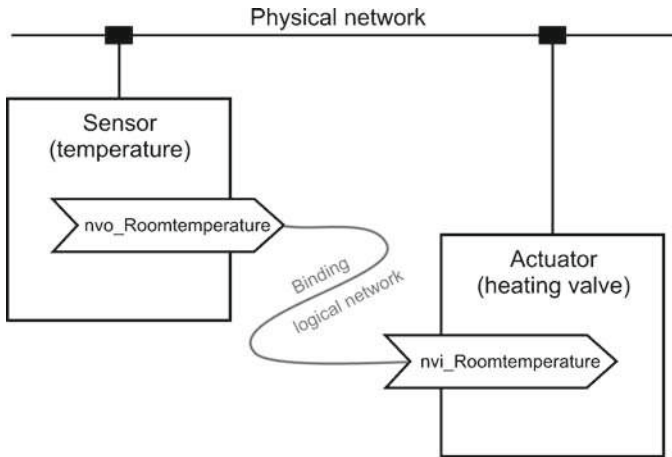 Physical network
Sensor
(temperature)
nvo_Roomtemperature
Binding
logical network
Actuator
(heating valve)
nvi_Roomtemperature